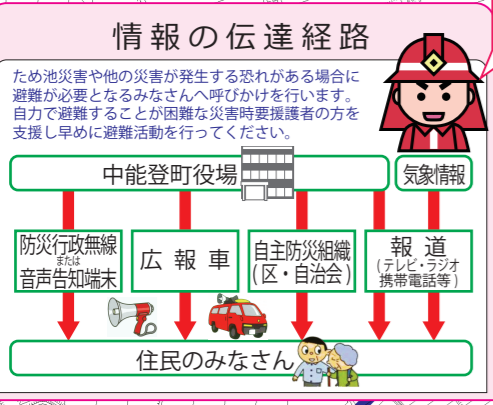 情報の伝達経路
ため池災害や他の災害が発生する恐れがある場合に
避難が必要となるみなさんへ呼びかけを行います。
自力で避難することが困難な災害時要援護者の方を
支援し早めに避難活動を行ってください。
中能登町役場
気象情報
防災行政無線
または
音声告知端末
広報車
自主防災組織
(区・自治会)
報道
(テレビ・ラジオ
携帯電話等)
住民のみなさん